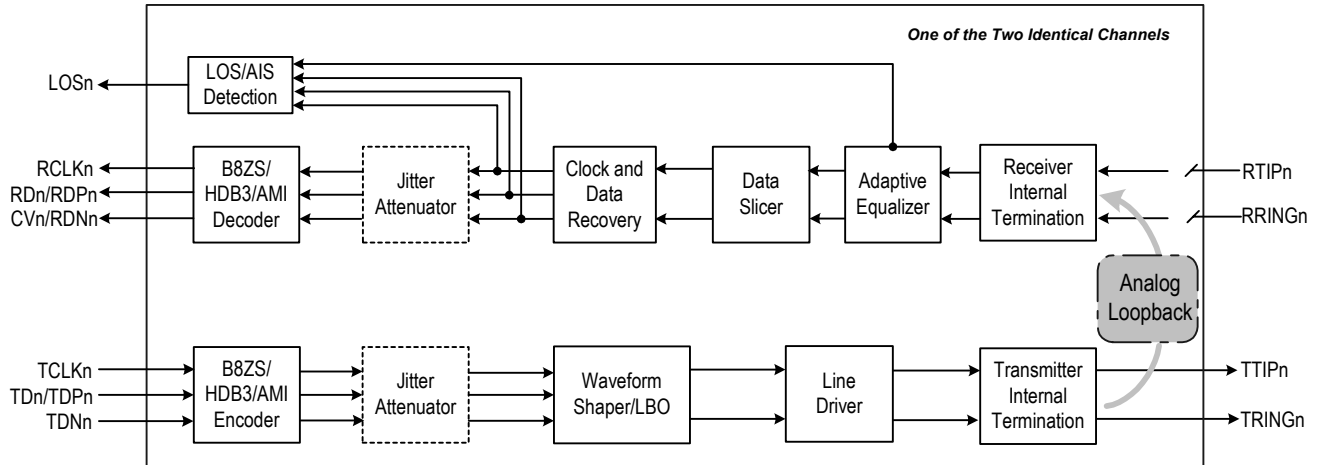 One of the Two Identical Channels
LOSn
LOS/AIS
Detection
RCLKn
RDn/RDPn
CVn/RDNn
B8ZS/
HDB3/AMI
Decoder
Jitter
Attenuator
Clock and
Data
Recovery
Data
Slicer
Adaptive
Equalizer
Receiver
Internal
Termination
RTIPn
RRINGn
Analog
Loopback
TCLKn
TDn/TDPn
TDNn
B8ZS/
HDB3/AMI
Encoder
Jitter
Attenuator
Waveform
Shaper/LBO
Line
Driver
Transmitter
Internal
Termination
TTIPn
TRINGn